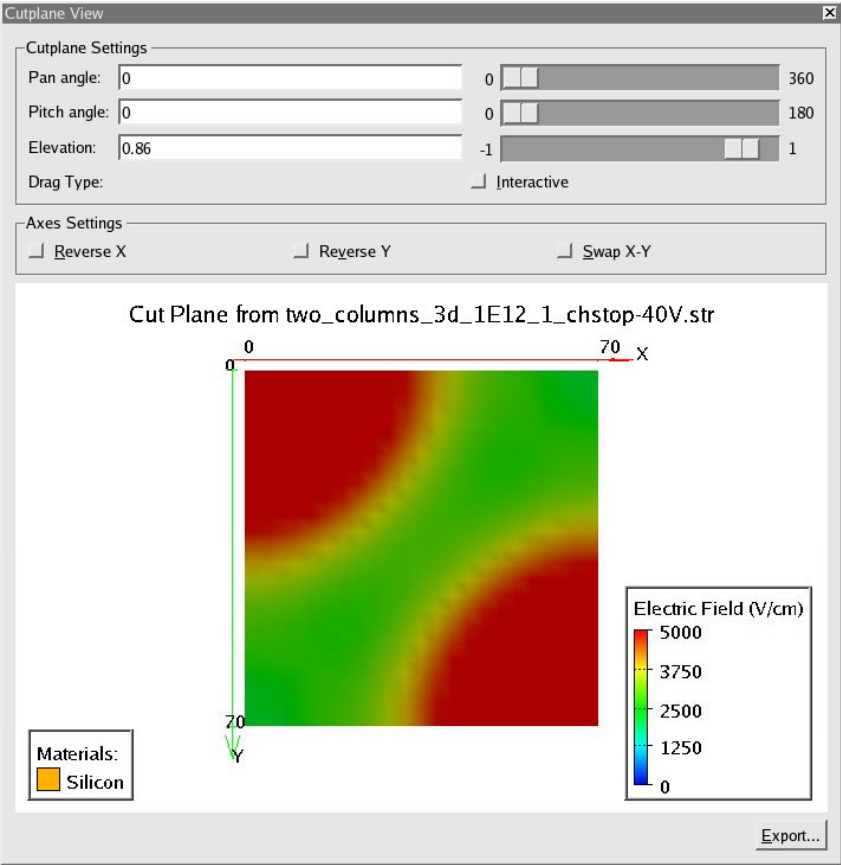 Cutplane View
Cutplane Settings
Pan angle: 0 0 360
Pitch angle: 0 0 180
Elevation: 0.86 -1 1
Drag Type: Interactive
Axes Settings
Reverse X Reverse Y Swap X-Y
Cut Plane from two_columns_3d_1E12_1_chstop-40V.str
0 70 X
0
70
Y
Materials:
Silicon
Electric Field (V/cm)
5000
3750
2500
1250
0
Export...